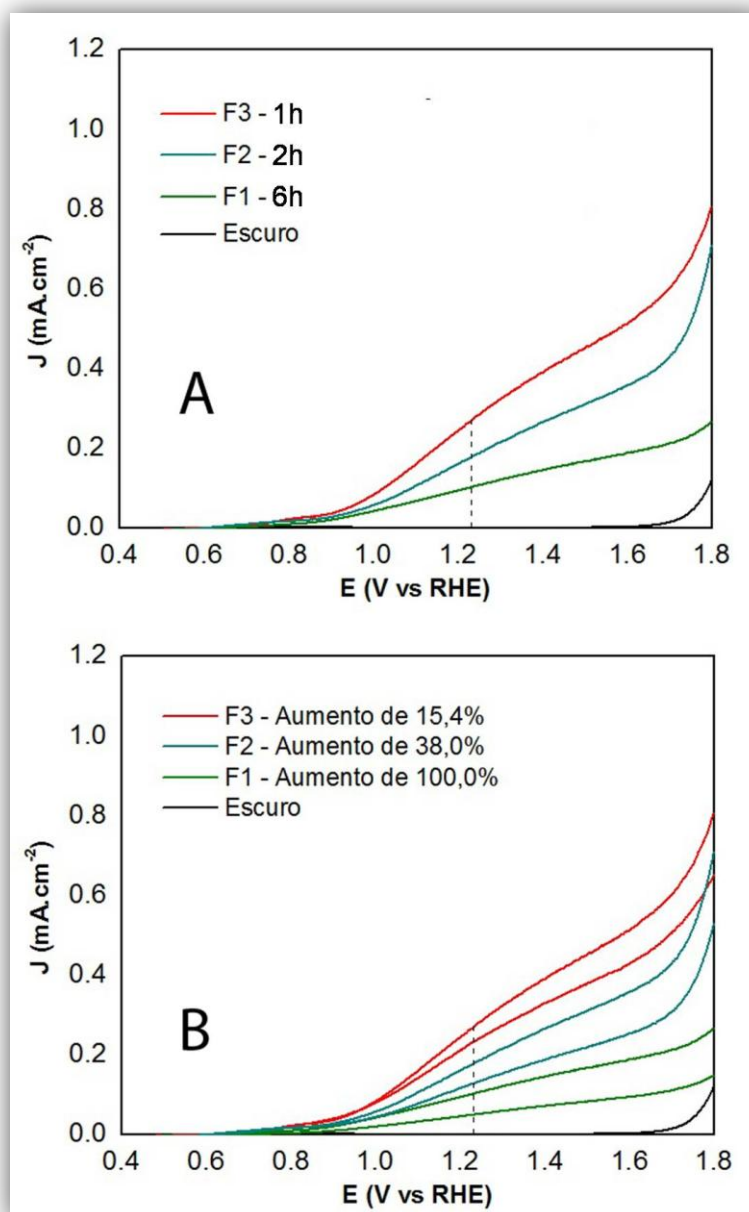 1.2
1.0
0.8
0.6
0.4
0.2
0.0
J (mA.cm-2)
F3 - 1h
F2 - 2h
F1 - 6h
Escuro
A
0.4 0.6 0.8 1.0 1.2 1.4 1.6 1.8
E (V vs RHE)
1.2
1.0
0.8
0.6
0.4
0.2
0.0
J (mA.cm-2)
F3 - Aumento de 15,4%
F2 - Aumento de 38,0%
F1 - Aumento de 100,0%
Escuro
B
0.4 0.6 0.8 1.0 1.2 1.4 1.6 1.8
E (V vs RHE)